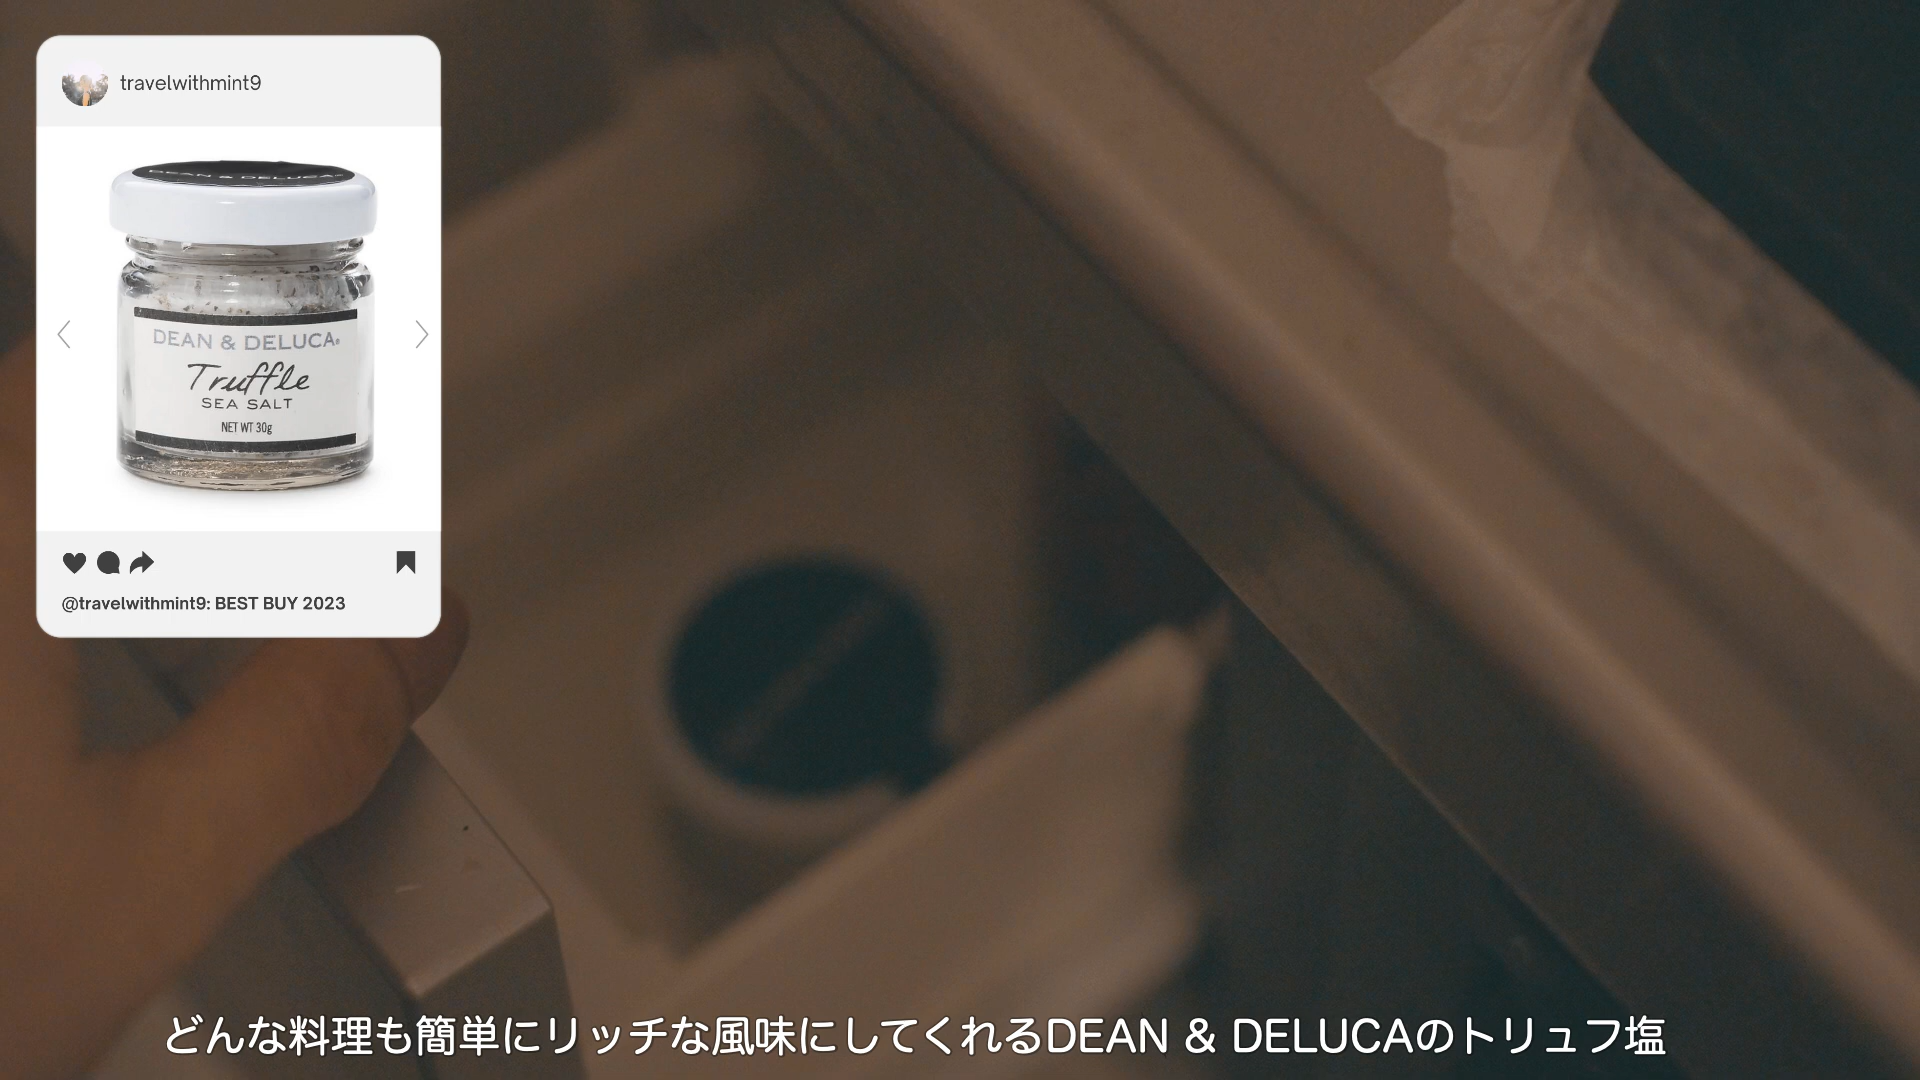 travelwithmint9
DEAN & DELUCA
DEAN & DELUCA
Truffle
SEA SALT
NET WT 30g
@travelwithmint9: BEST BUY 2023
どんな料理も簡単にリッチな風味にしてくれるDEAN & DELUCAのトリュフ塩